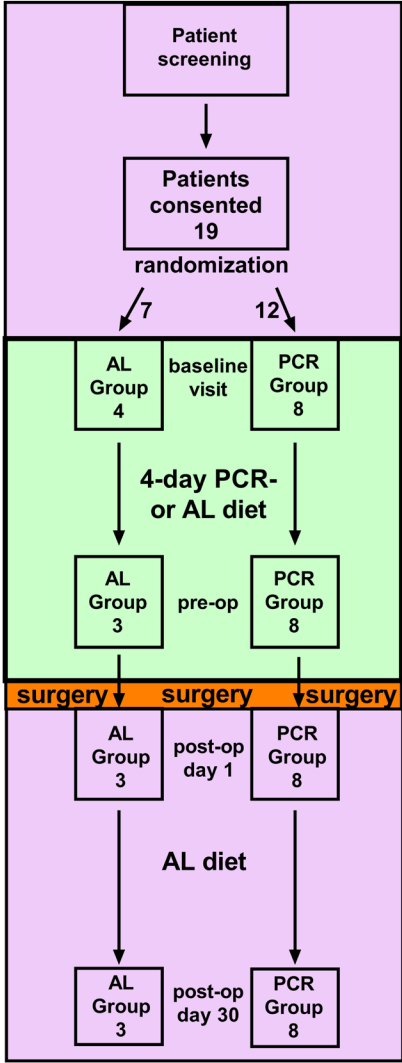 Patient
screening
Patients
consented
19
randomization
7
12
AL
Group
4
baseline
visit
PCR
Group
8
4-day PCR-
or AL diet
AL
Group
3
pre-op
PCR
Group
8
surgery surgery surgery
AL
Group
3
post-op
day 1
PCR
Group
8
AL diet
AL
Group
3
post-op
day 30
PCR
Group
8